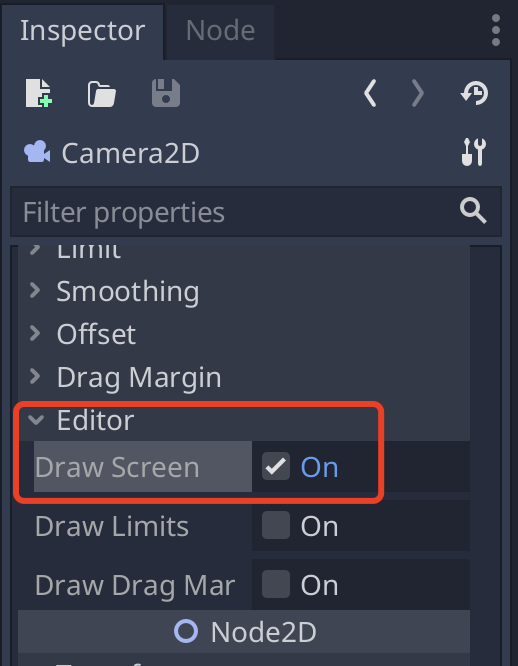 Inspector Node
Camera2D
Filter properties
Limit
Smoothing
Offset
Drag Margin
Editor
Draw Screen On
Draw Limits On
Draw Drag Mar On
Node2D